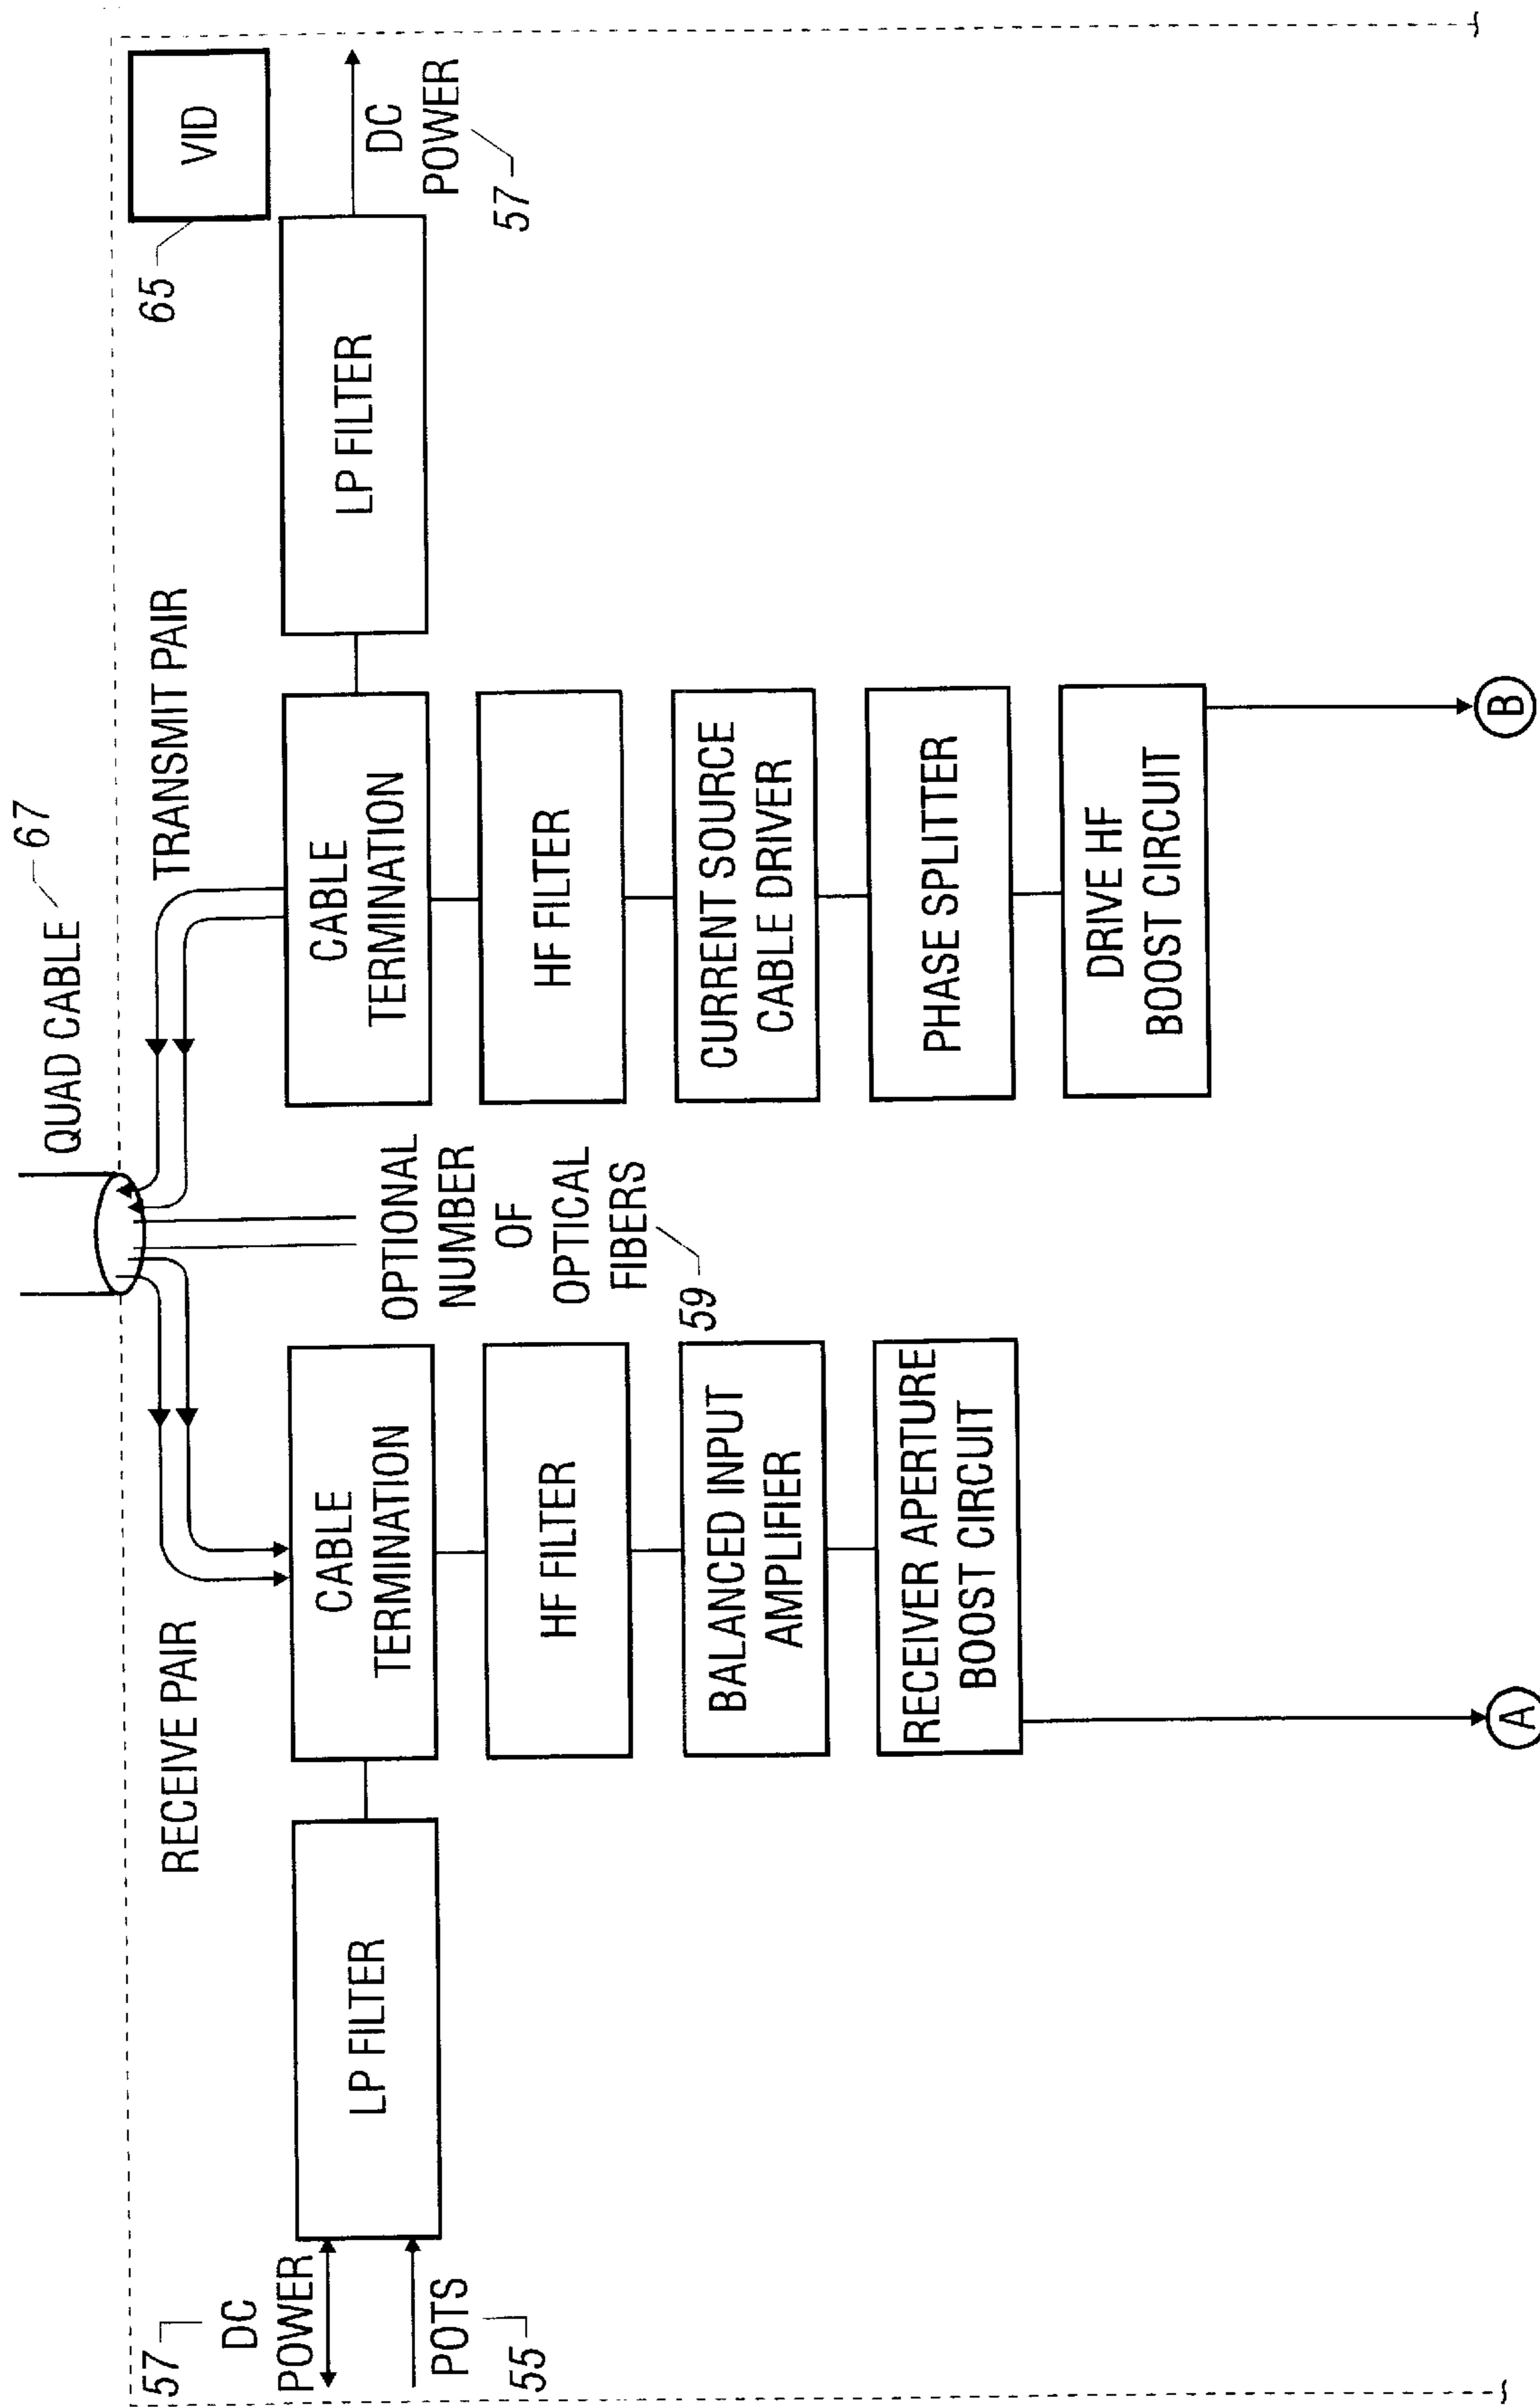 QUAD CABLE 67
RECEIVE PAIR
TRANSMIT PAIR
65
VID
57
DC
POWER
POTS
55
LP FILTER
CABLE
TERMINATION
OPTIONAL
NUMBER
OF
OPTICAL
FIBERS
59
CABLE
TERMINATION
LP FILTER
DC
POWER
57
HF FILTER
HF FILTER
BALANCED INPUT
AMPLIFIER
CURRENT SOURCE
CABLE DRIVER
RECEIVER APERTURE
BOOST CIRCUIT
PHASE SPLITTER
DRIVE HF
BOOST CIRCUIT
A
B